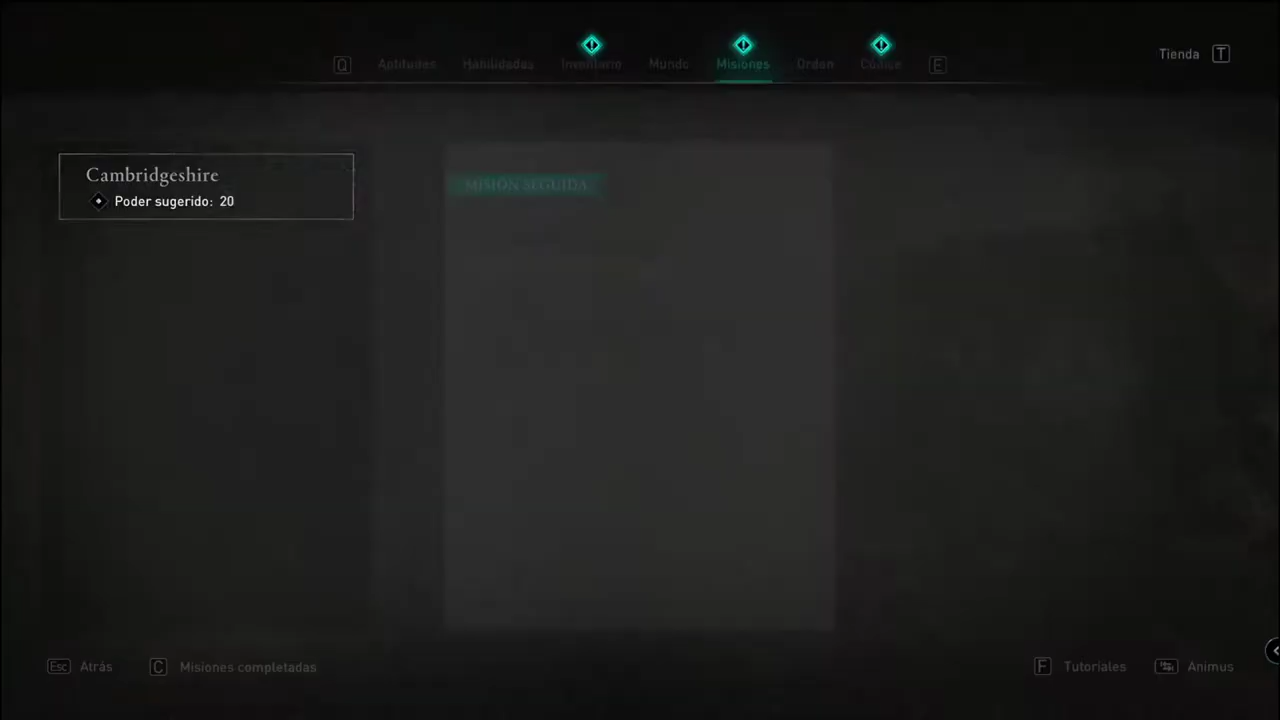 Q Aptitudes Habilidades Inventario Mundo Misiones Orden Códice E
Tienda T
Cambridgeshire
Poder sugerido: 20
MISIÓN SEGUIDA
Esc Atrás C Misiones completadas
F Tutoriales Animus